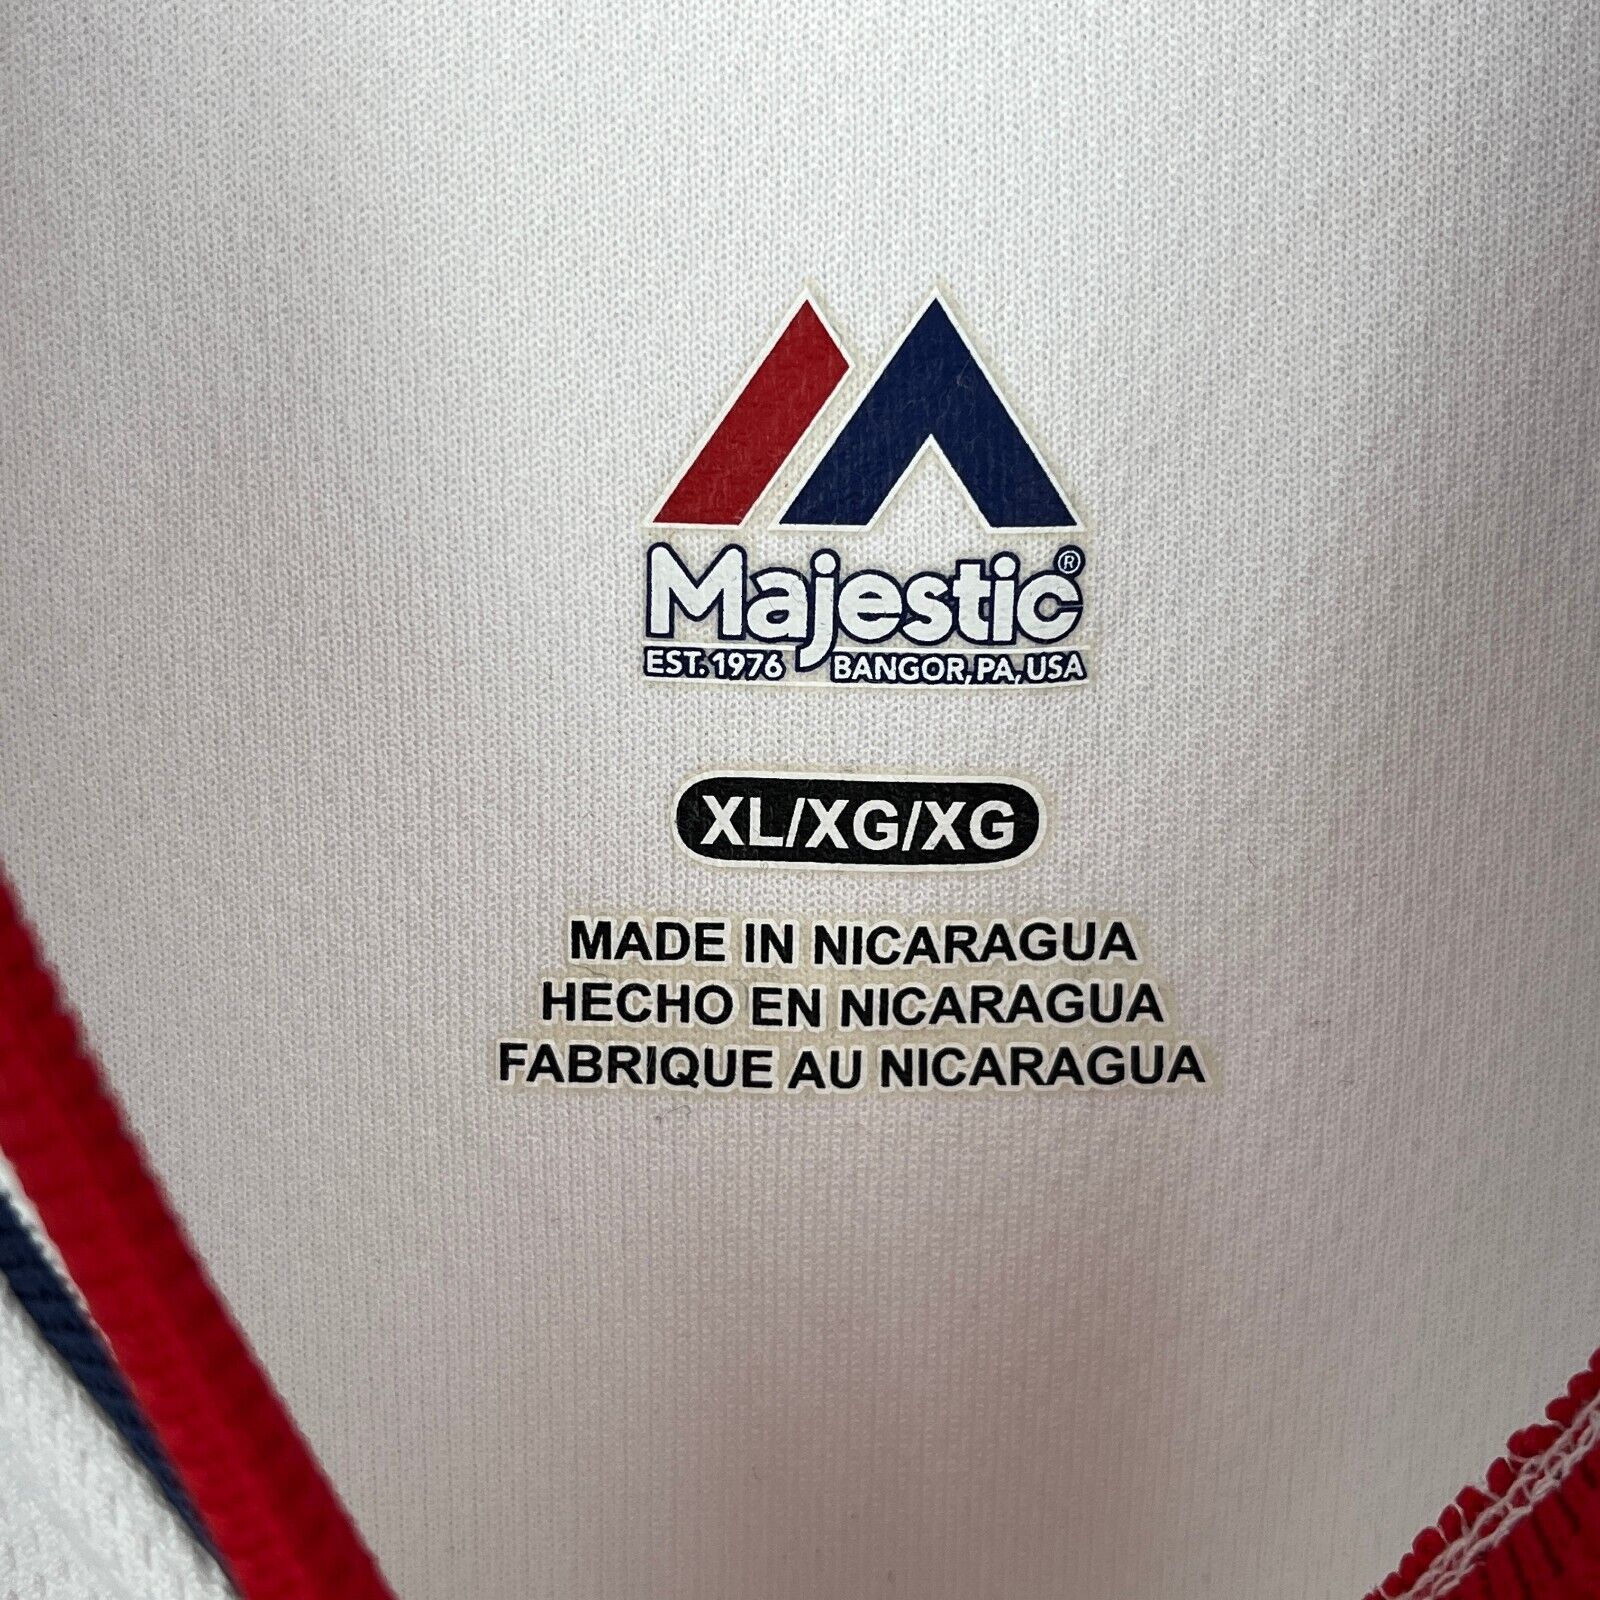 Majestic®
EST. 1976 BANGOR, PA, USA
XL/XG/XG
MADE IN NICARAGUA
HECHO EN NICARAGUA
FABRIQUE AU NICARAGUA